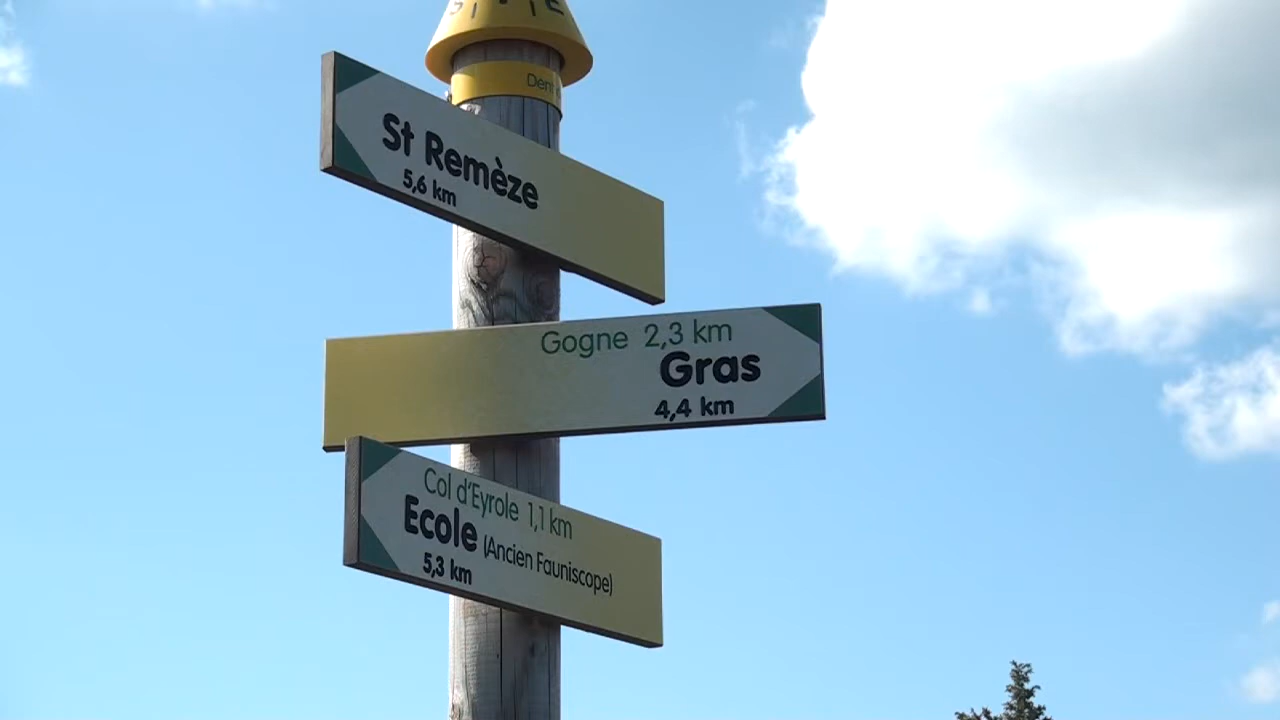 St Remèze
5,6 km
Gogne 2,3 km
Gras
4,4 km
Col d'Eyrole 1,1 km
Ecole (Ancien Fauniscope)
5,3 km